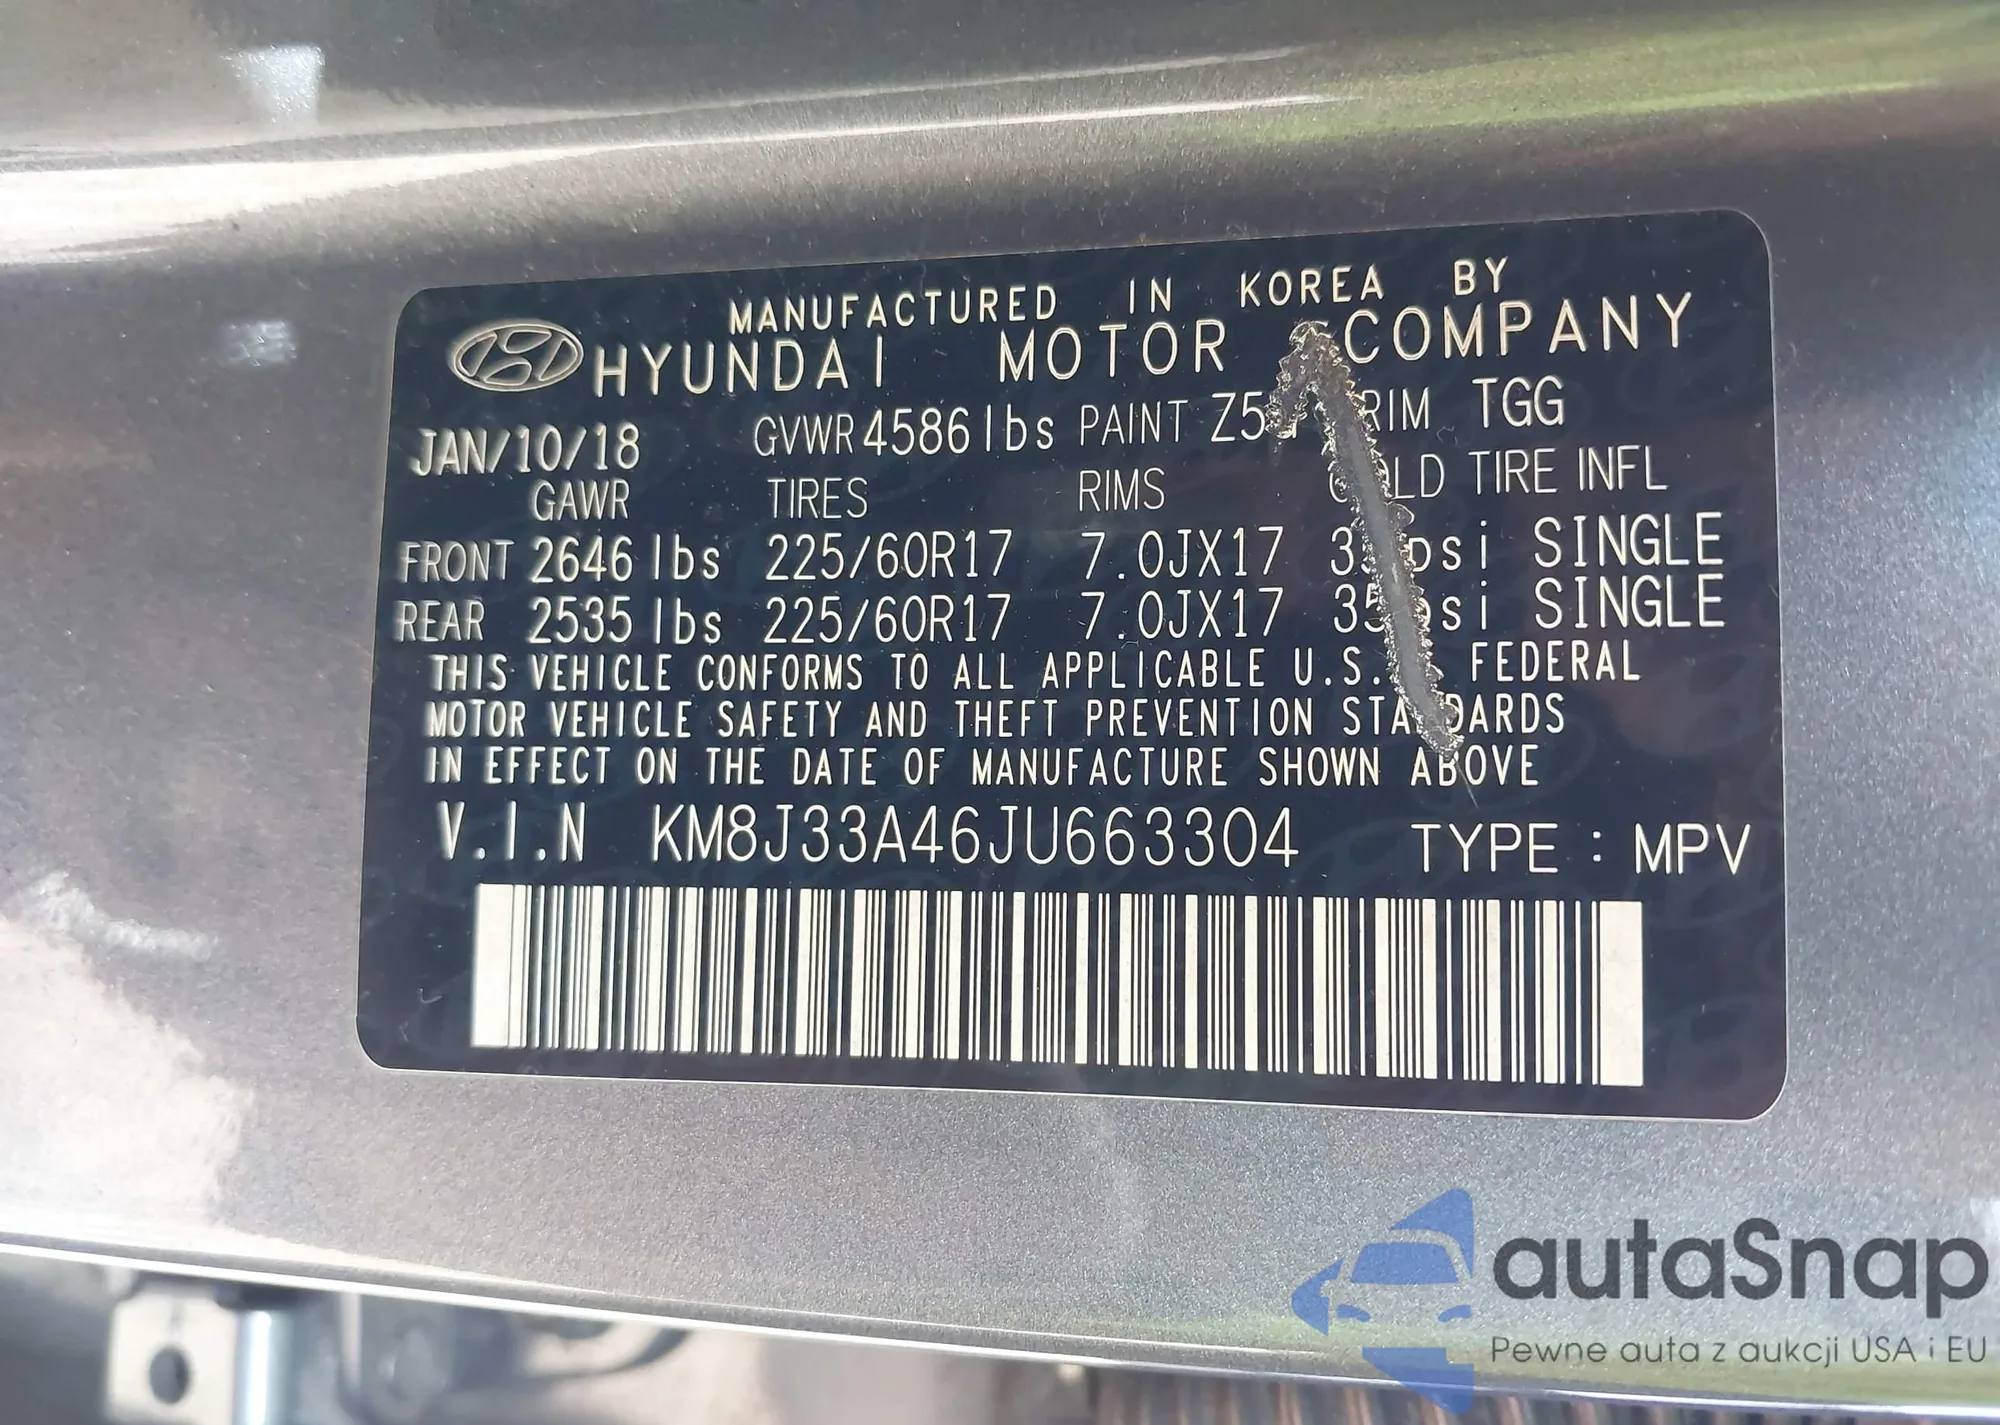 MANUFACTURED IN KOREA BY
HYUNDAI MOTOR COMPANY
JAN/10/18 GVWR 4586 lbs PAINT TGG
GAWR TIRES RIMS TIRE INFL
FRONT 2646 lbs 225/60R17 7.0JX17 SINGLE
REAR 2535 lbs 225/60R17 7.0JX17 35psi SINGLE
THIS VEHICLE CONFORMS TO ALL APPLICABLE U.S. FEDERAL
MOTOR VEHICLE SAFETY AND THEFT PREVENTION STANDARDS
IN EFFECT ON THE DATE OF MANUFACTURE SHOWN ABOVE
V.I.N KM8J33A46JU663304 TYPE : MPV
autaSnap
Pewne auta z aukcji USA i EU